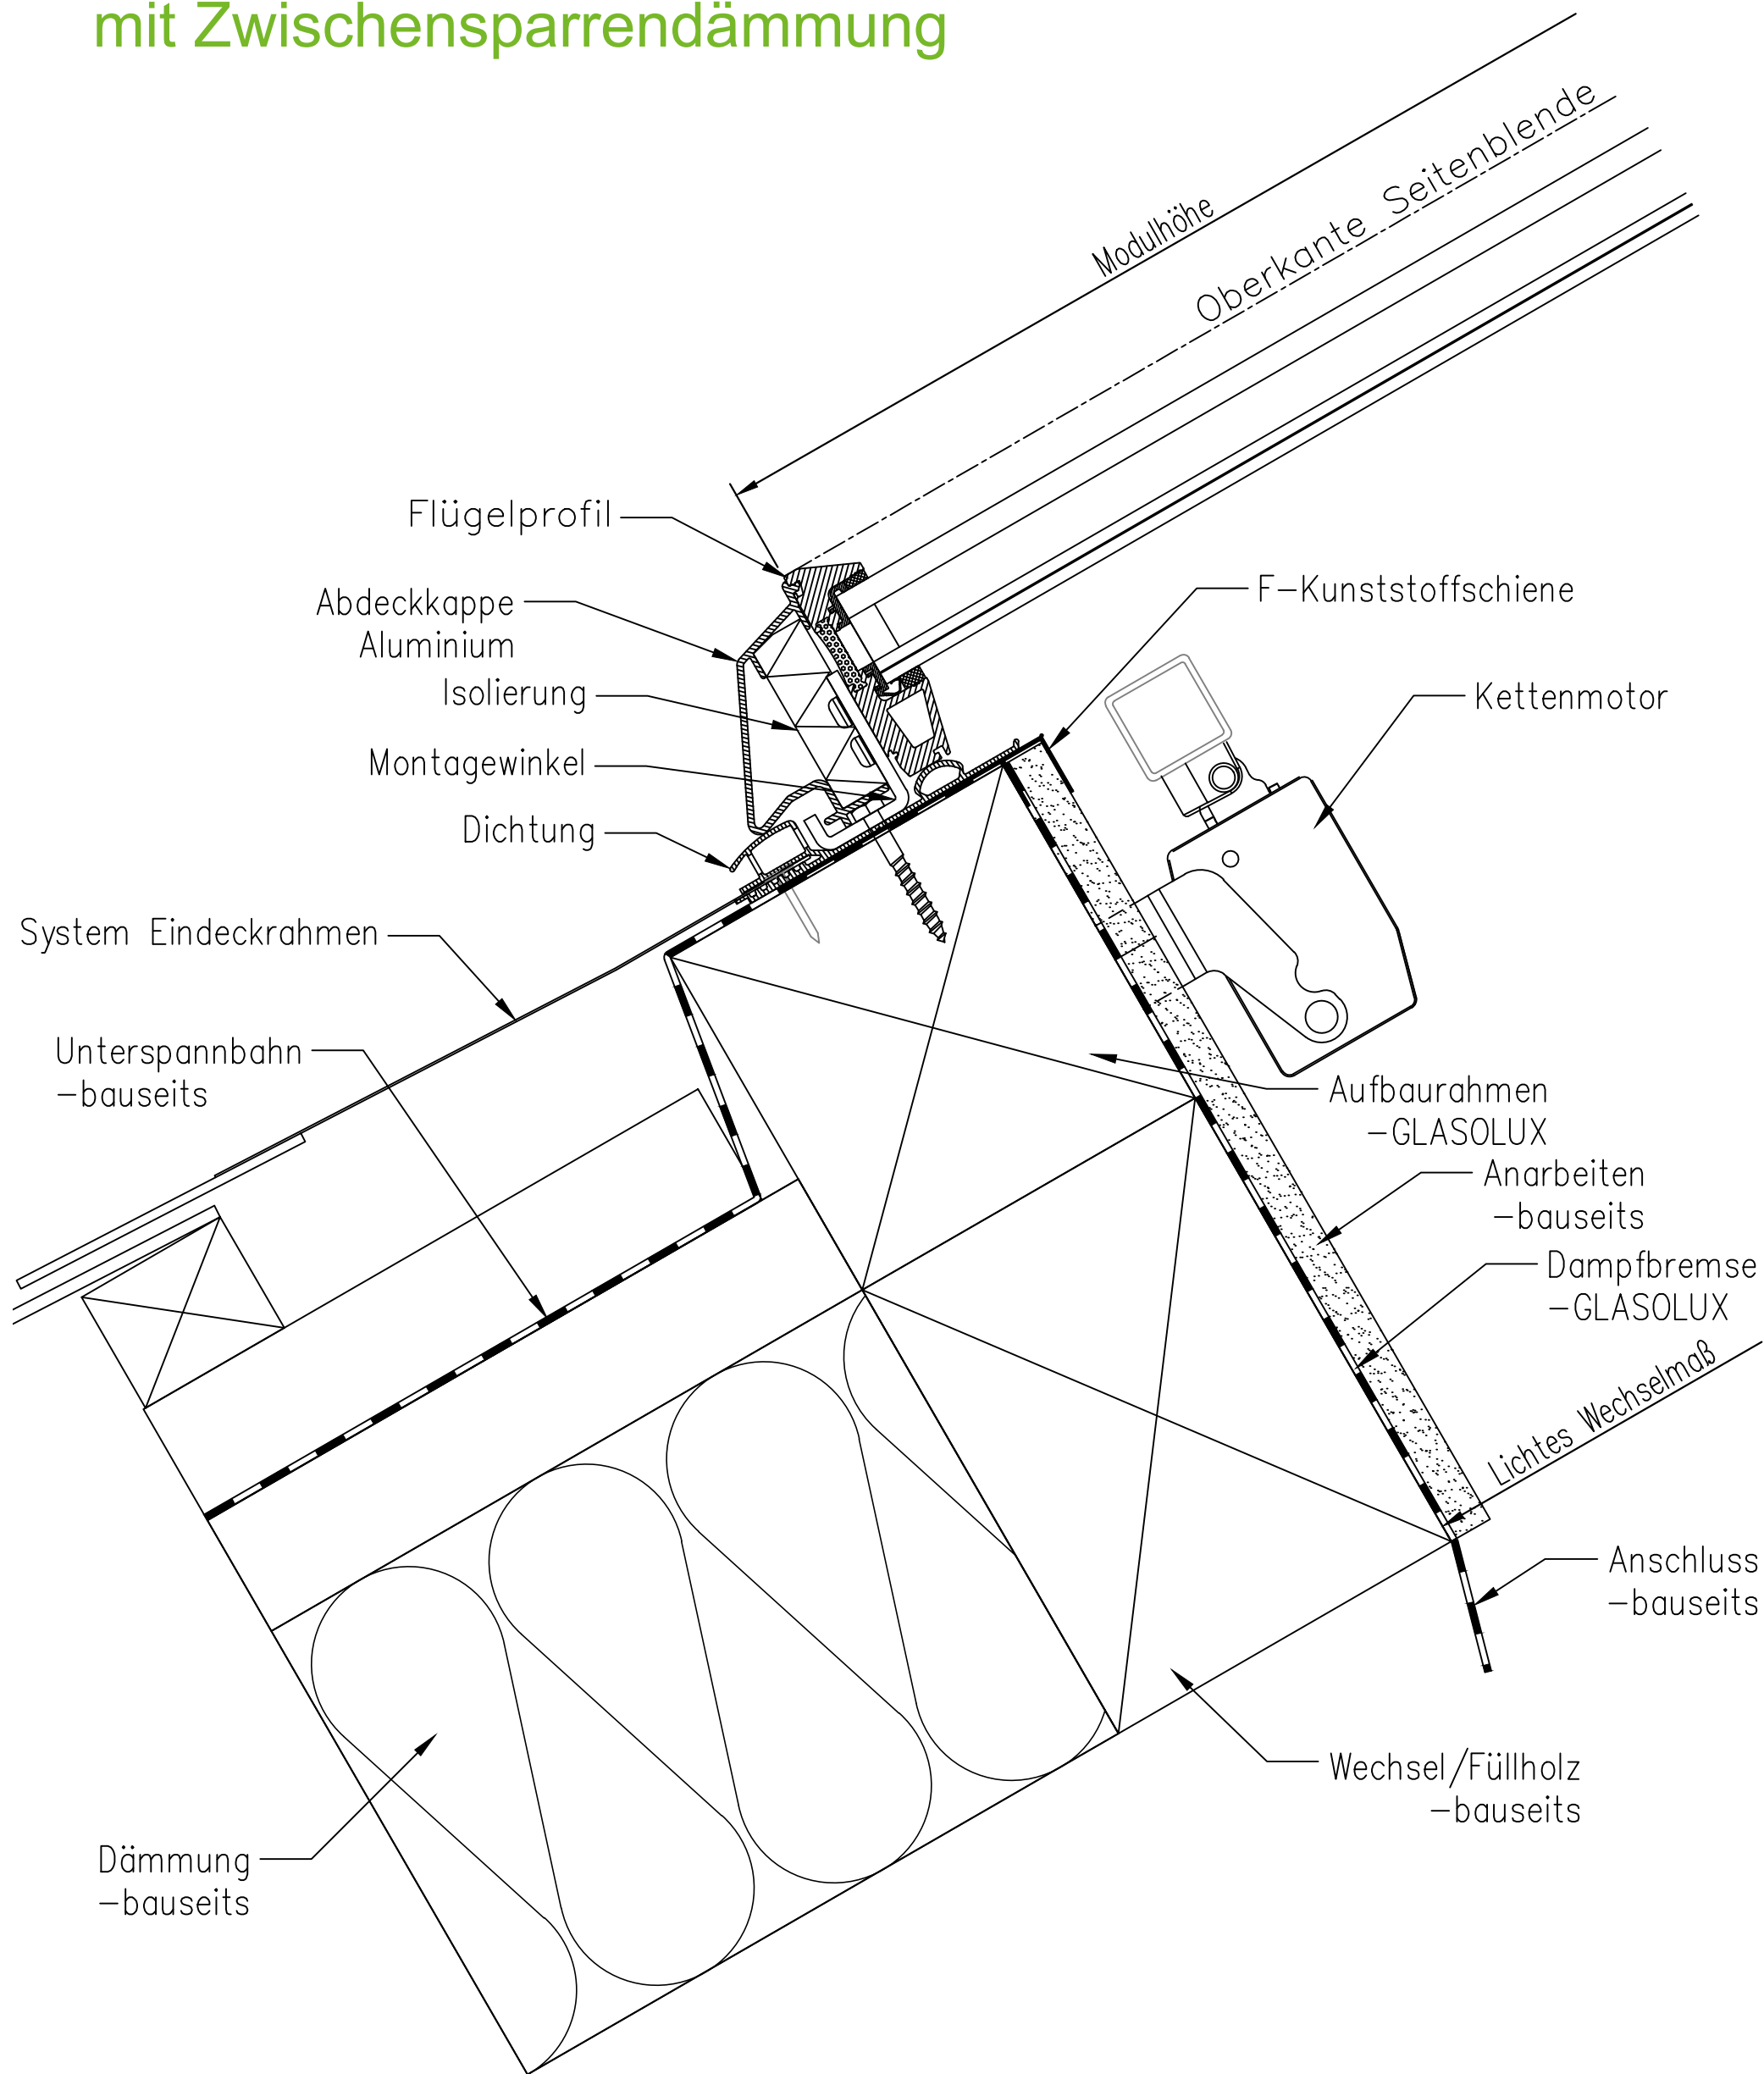 mit Zwischensparrendämmung
Modulhöhe
Oberkante Seitenblende
Flügelprofil
Abdeckkappe
Aluminium
Isolierung
Montagewinkel
Dichtung
System Eindeckrahmen
Unterspannbahn
-bauseits
F-Kunststoffschiene
Kettenmotor
Aufbaurahmen
-GLASOLUX
Anarbeiten
-bauseits
Dampfbremse
-GLASOLUX
Lichtes Wechselmaß
Anschluss
-bauseits
Wechsel/Füllholz
-bauseits
Dämmung
-bauseits